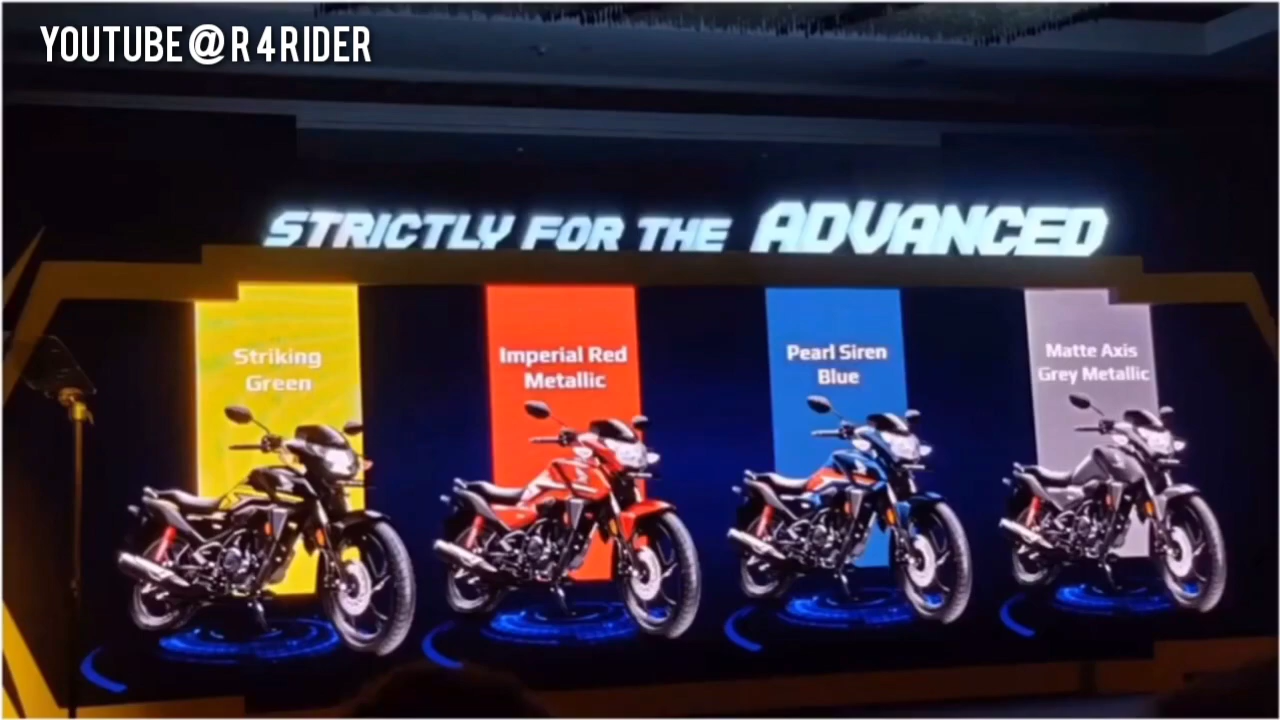 YOUTUBE@R4RIDER
STRICTLY FOR THE ADVANCED
Striking
Green
Imperial Red
Metallic
Pearl Siren
Blue
Matte Axis
Grey Metallic